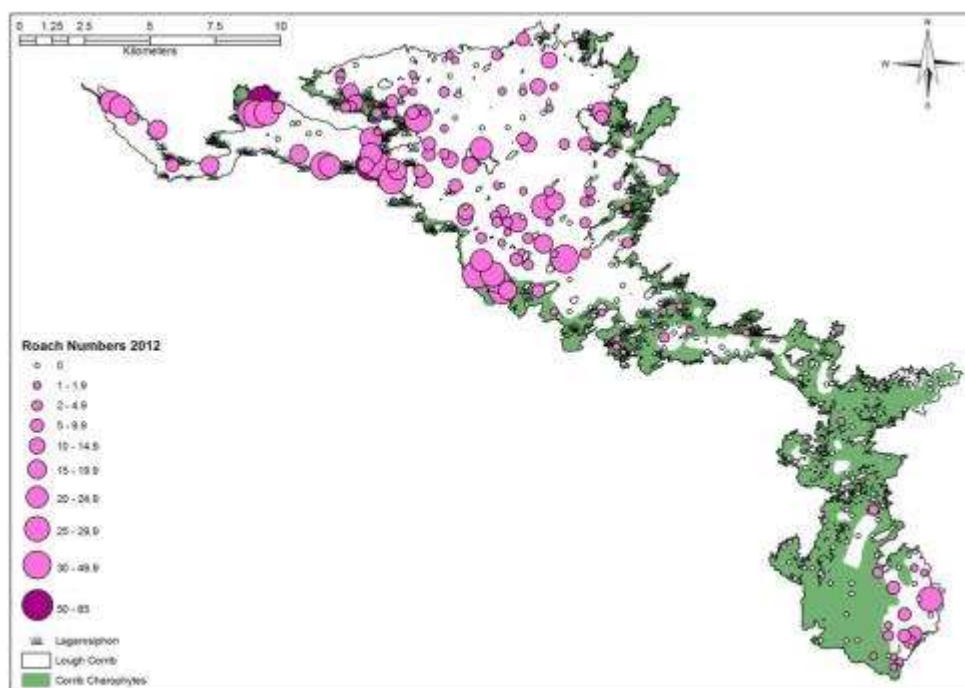 0 1.25 2.5 5 7.5 10
Kilometers
N
W E
S
Roach Numbers 2012
0
1 - 1.9
2 - 4.9
5 - 9.9
10 - 14.9
15 - 19.9
20 - 24.9
25 - 29.9
30 - 49.9
50 - 85
Lagarosiphon
Lough Corrib
Corrib Charophytes